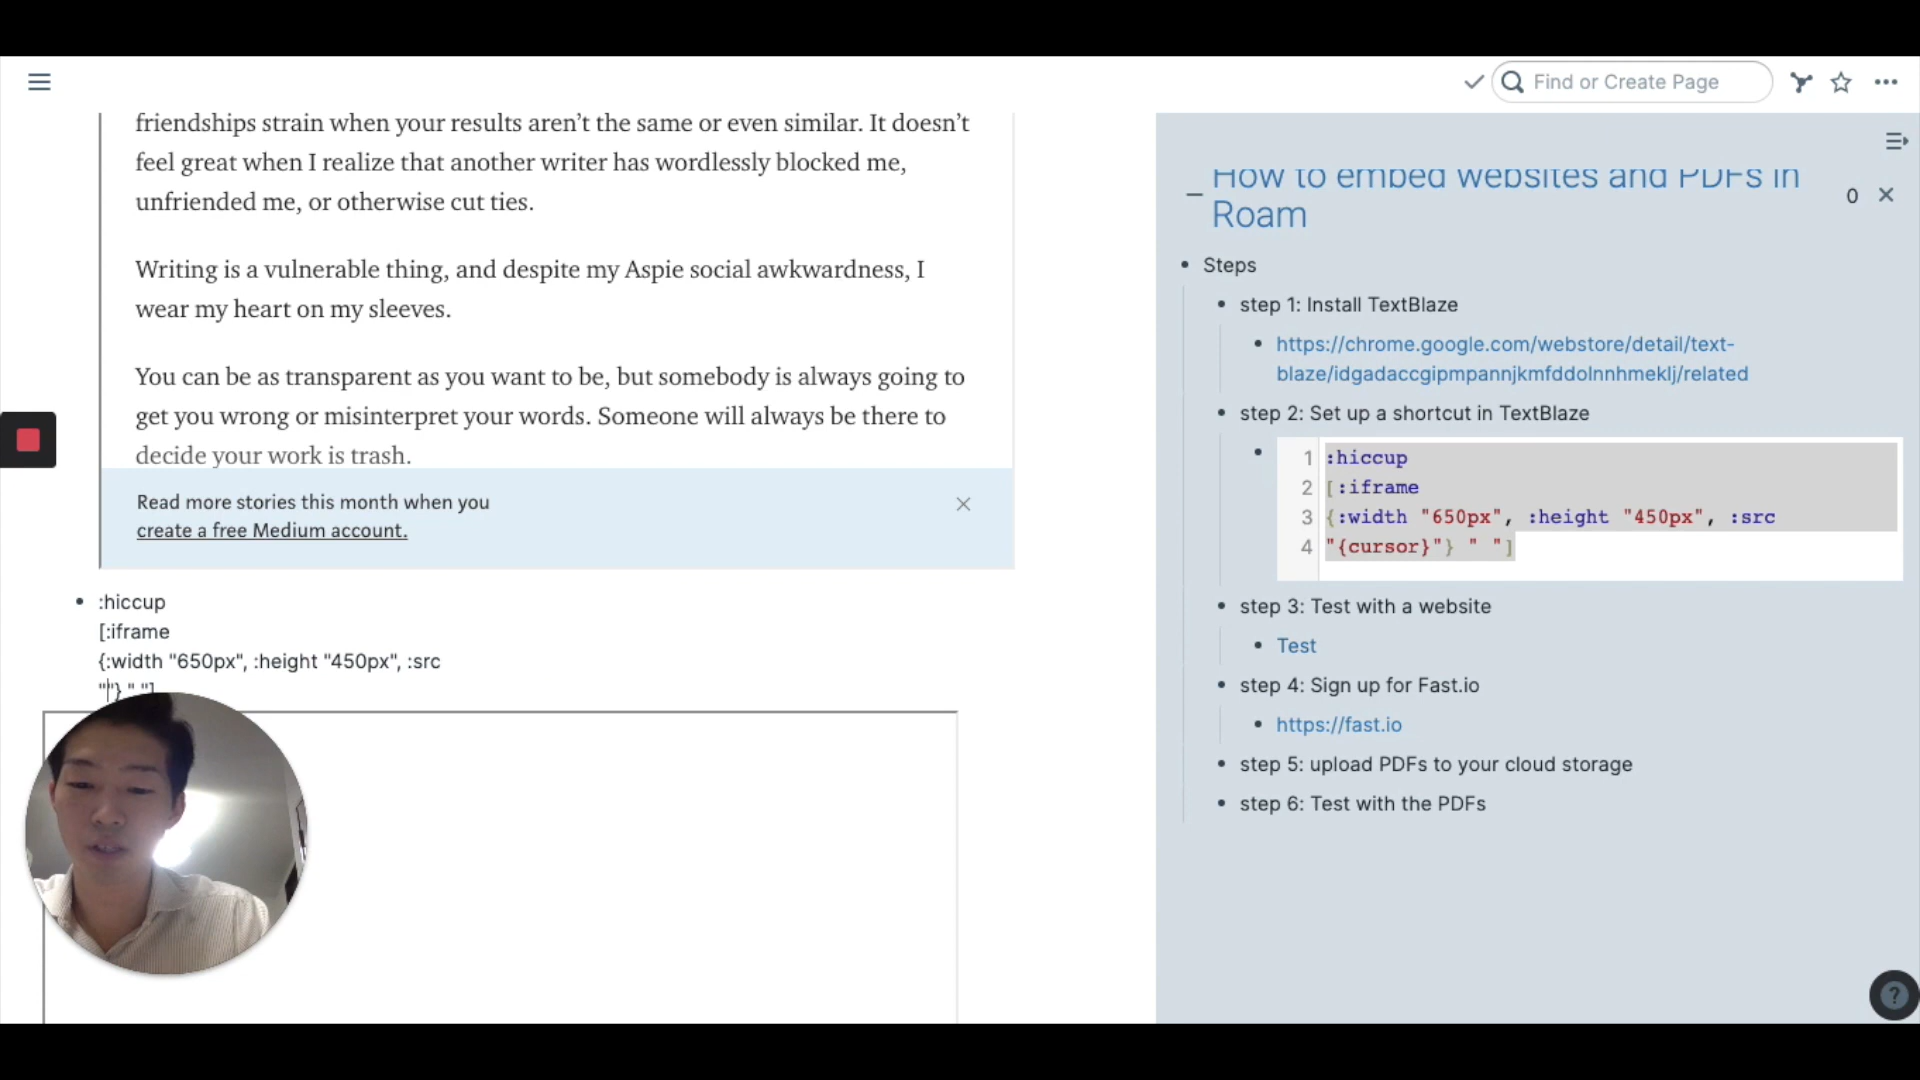 Find or Create Page
friendships strain when your results aren’t the same or even similar. It doesn’t
feel great when I realize that another writer has wordlessly blocked me,
unfriended me, or otherwise cut ties.
Writing is a vulnerable thing, and despite my Aspie social awkwardness, I
wear my heart on my sleeves.
You can be as transparent as you want to be, but somebody is always going to
get you wrong or misinterpret your words. Someone will always be there to
decide your work is trash.
Read more stories this month when you
create a free Medium account.
:hiccup
[:iframe
{:width "650px", :height "450px", :src
""} " "]
How to embed websites and PDFs in
Roam
0
Steps
step 1: Install TextBlaze
https://chrome.google.com/webstore/detail/text-
blaze/idgadaccgipmpannjkmfddolnnhmeklj/related
step 2: Set up a shortcut in TextBlaze
1 :hiccup
2 [:iframe
3 {:width "650px", :height "450px", :src
4 "{cursor}"} " "]
step 3: Test with a website
Test
step 4: Sign up for Fast.io
https://fast.io
step 5: upload PDFs to your cloud storage
step 6: Test with the PDFs
?